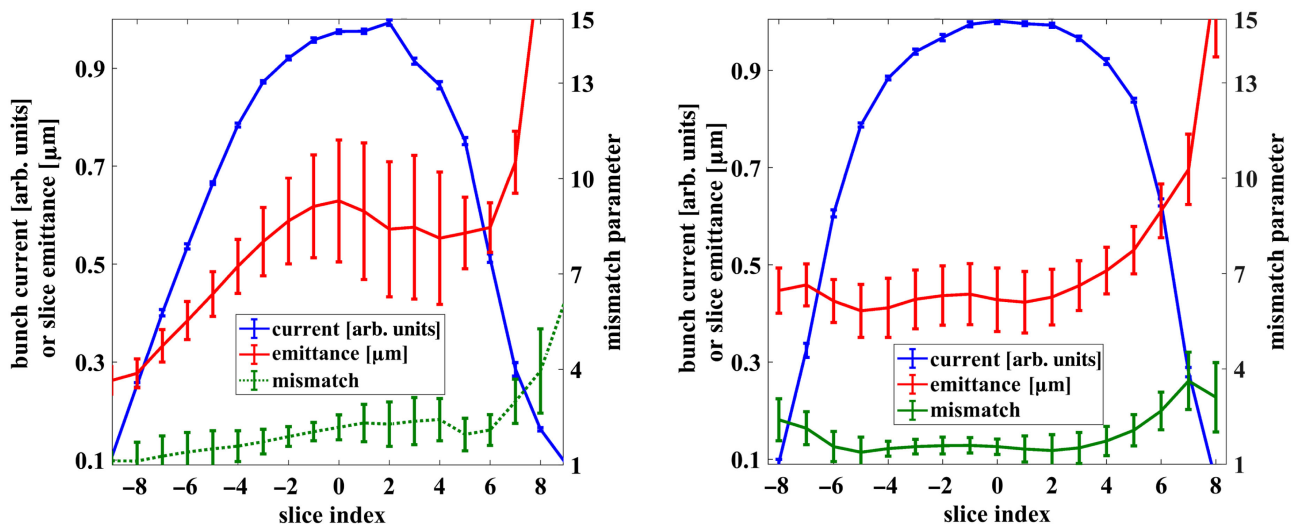 bunch current [arb. units]
or slice emittance [µm]
0.9
0.7
0.5
0.3
0.1
15
13
10
7
4
1
mismatch parameter
current [arb. units]
emittance [µm]
mismatch
−8 −6 −4 −2 0 2 4 6 8
slice index
bunch current [arb. units]
or slice emittance [µm]
0.9
0.7
0.5
0.3
0.1
15
13
10
7
4
1
mismatch parameter
current [arb. units]
emittance [µm]
mismatch
−8 −6 −4 −2 0 2 4 6 8
slice index